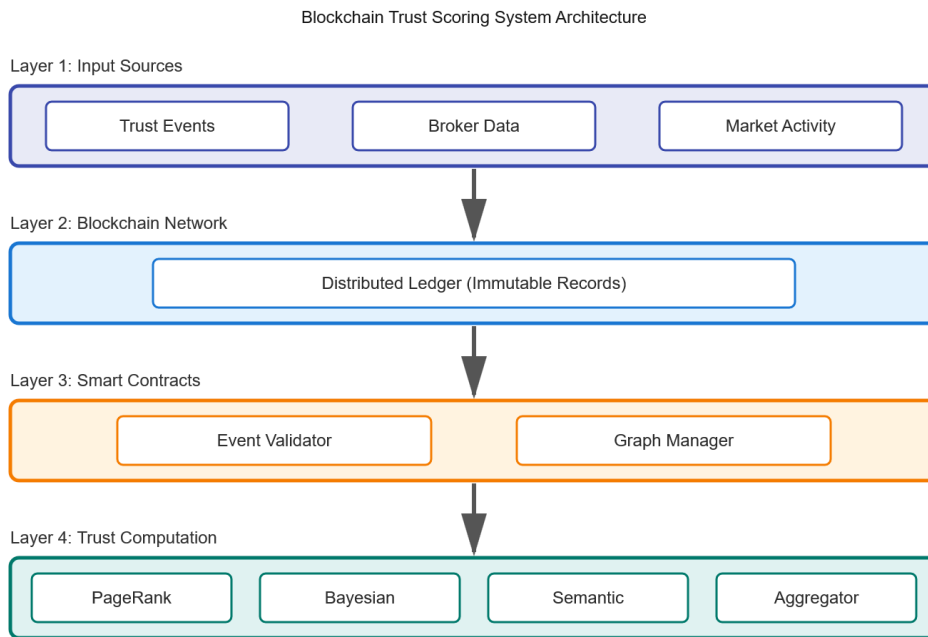 Blockchain Trust Scoring System Architecture
Layer 1: Input Sources
Trust Events
Broker Data
Market Activity
Layer 2: Blockchain Network
Distributed Ledger (Immutable Records)
Layer 3: Smart Contracts
Event Validator
Graph Manager
Layer 4: Trust Computation
PageRank
Bayesian
Semantic
Aggregator